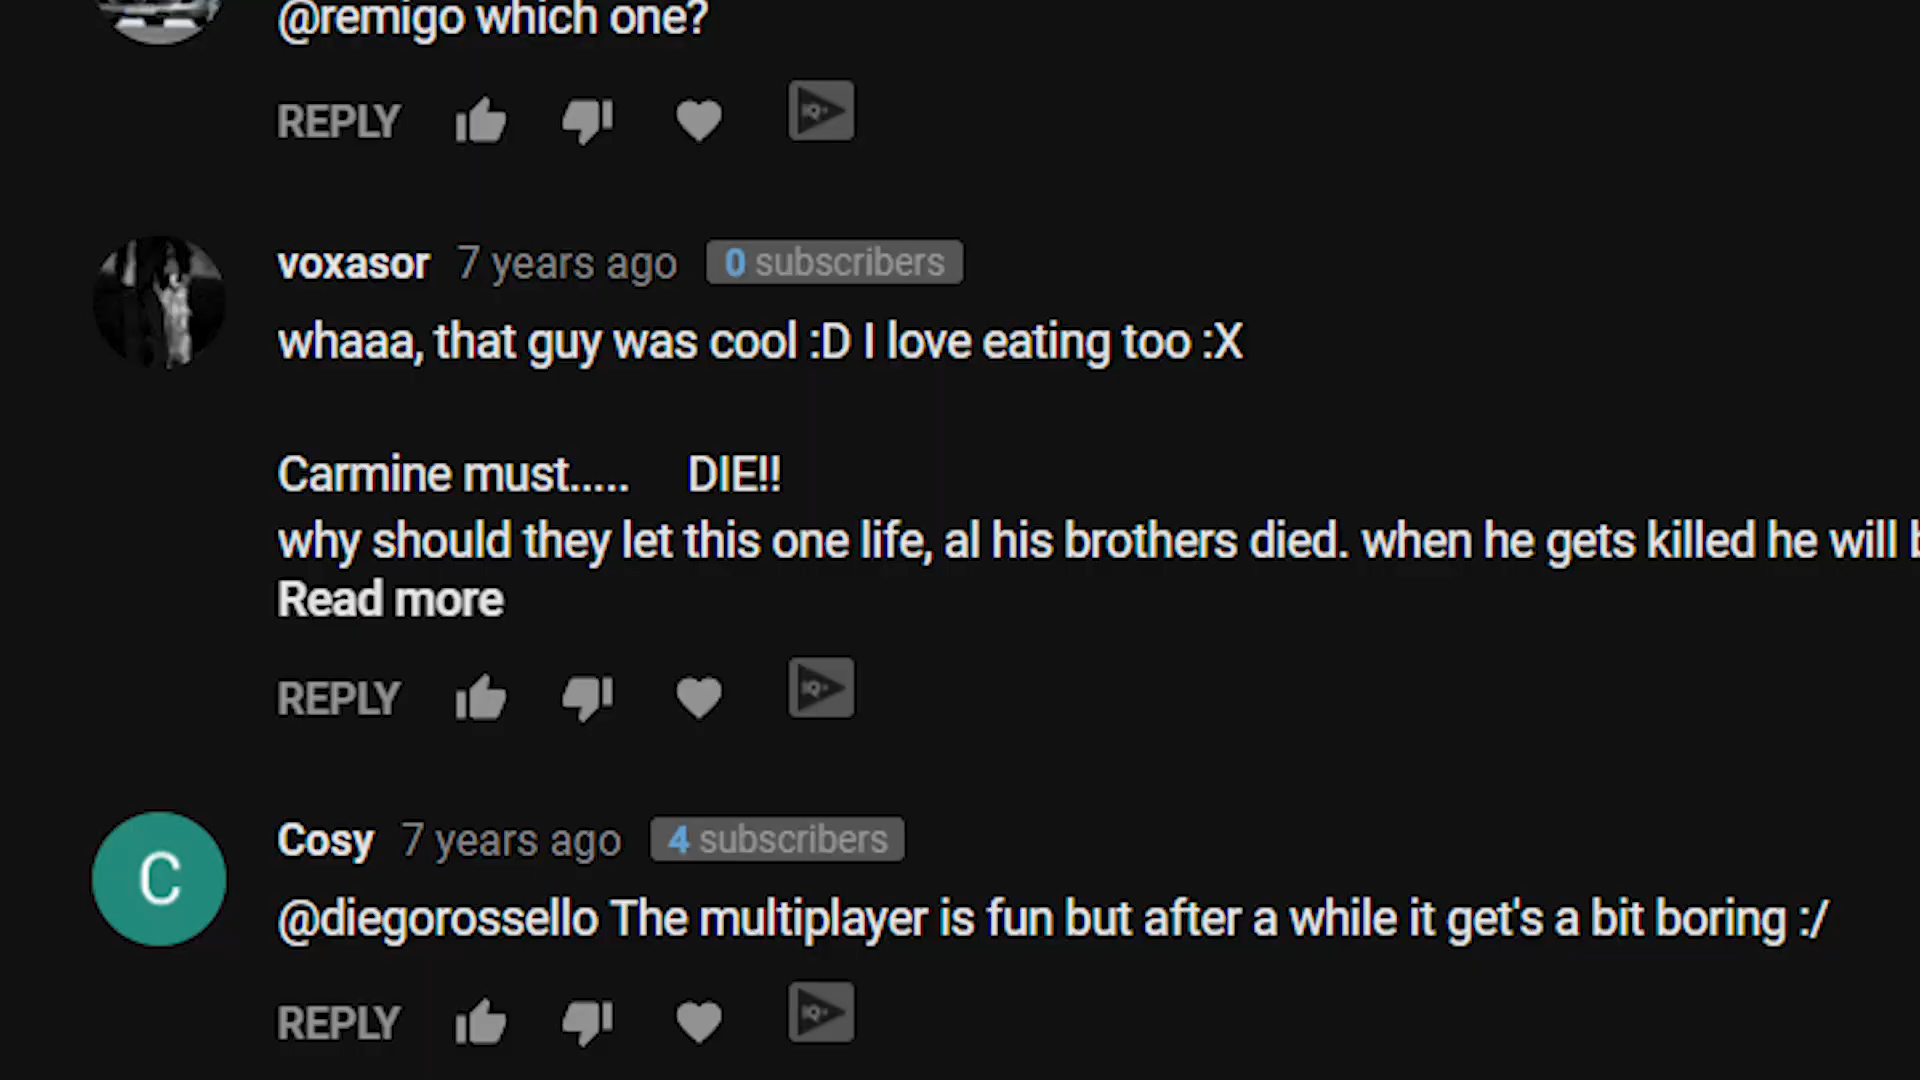 @remigo which one?
REPLY
voxasor 7 years ago 0 subscribers
whaaa, that guy was cool :D I love eating too :X
Carmine must..... DIE!!
why should they let this one life, al his brothers died. when he gets killed he will
Read more
REPLY
C
Cosy 7 years ago 4 subscribers
@diegorossello The multiplayer is fun but after a while it get's a bit boring :/
REPLY